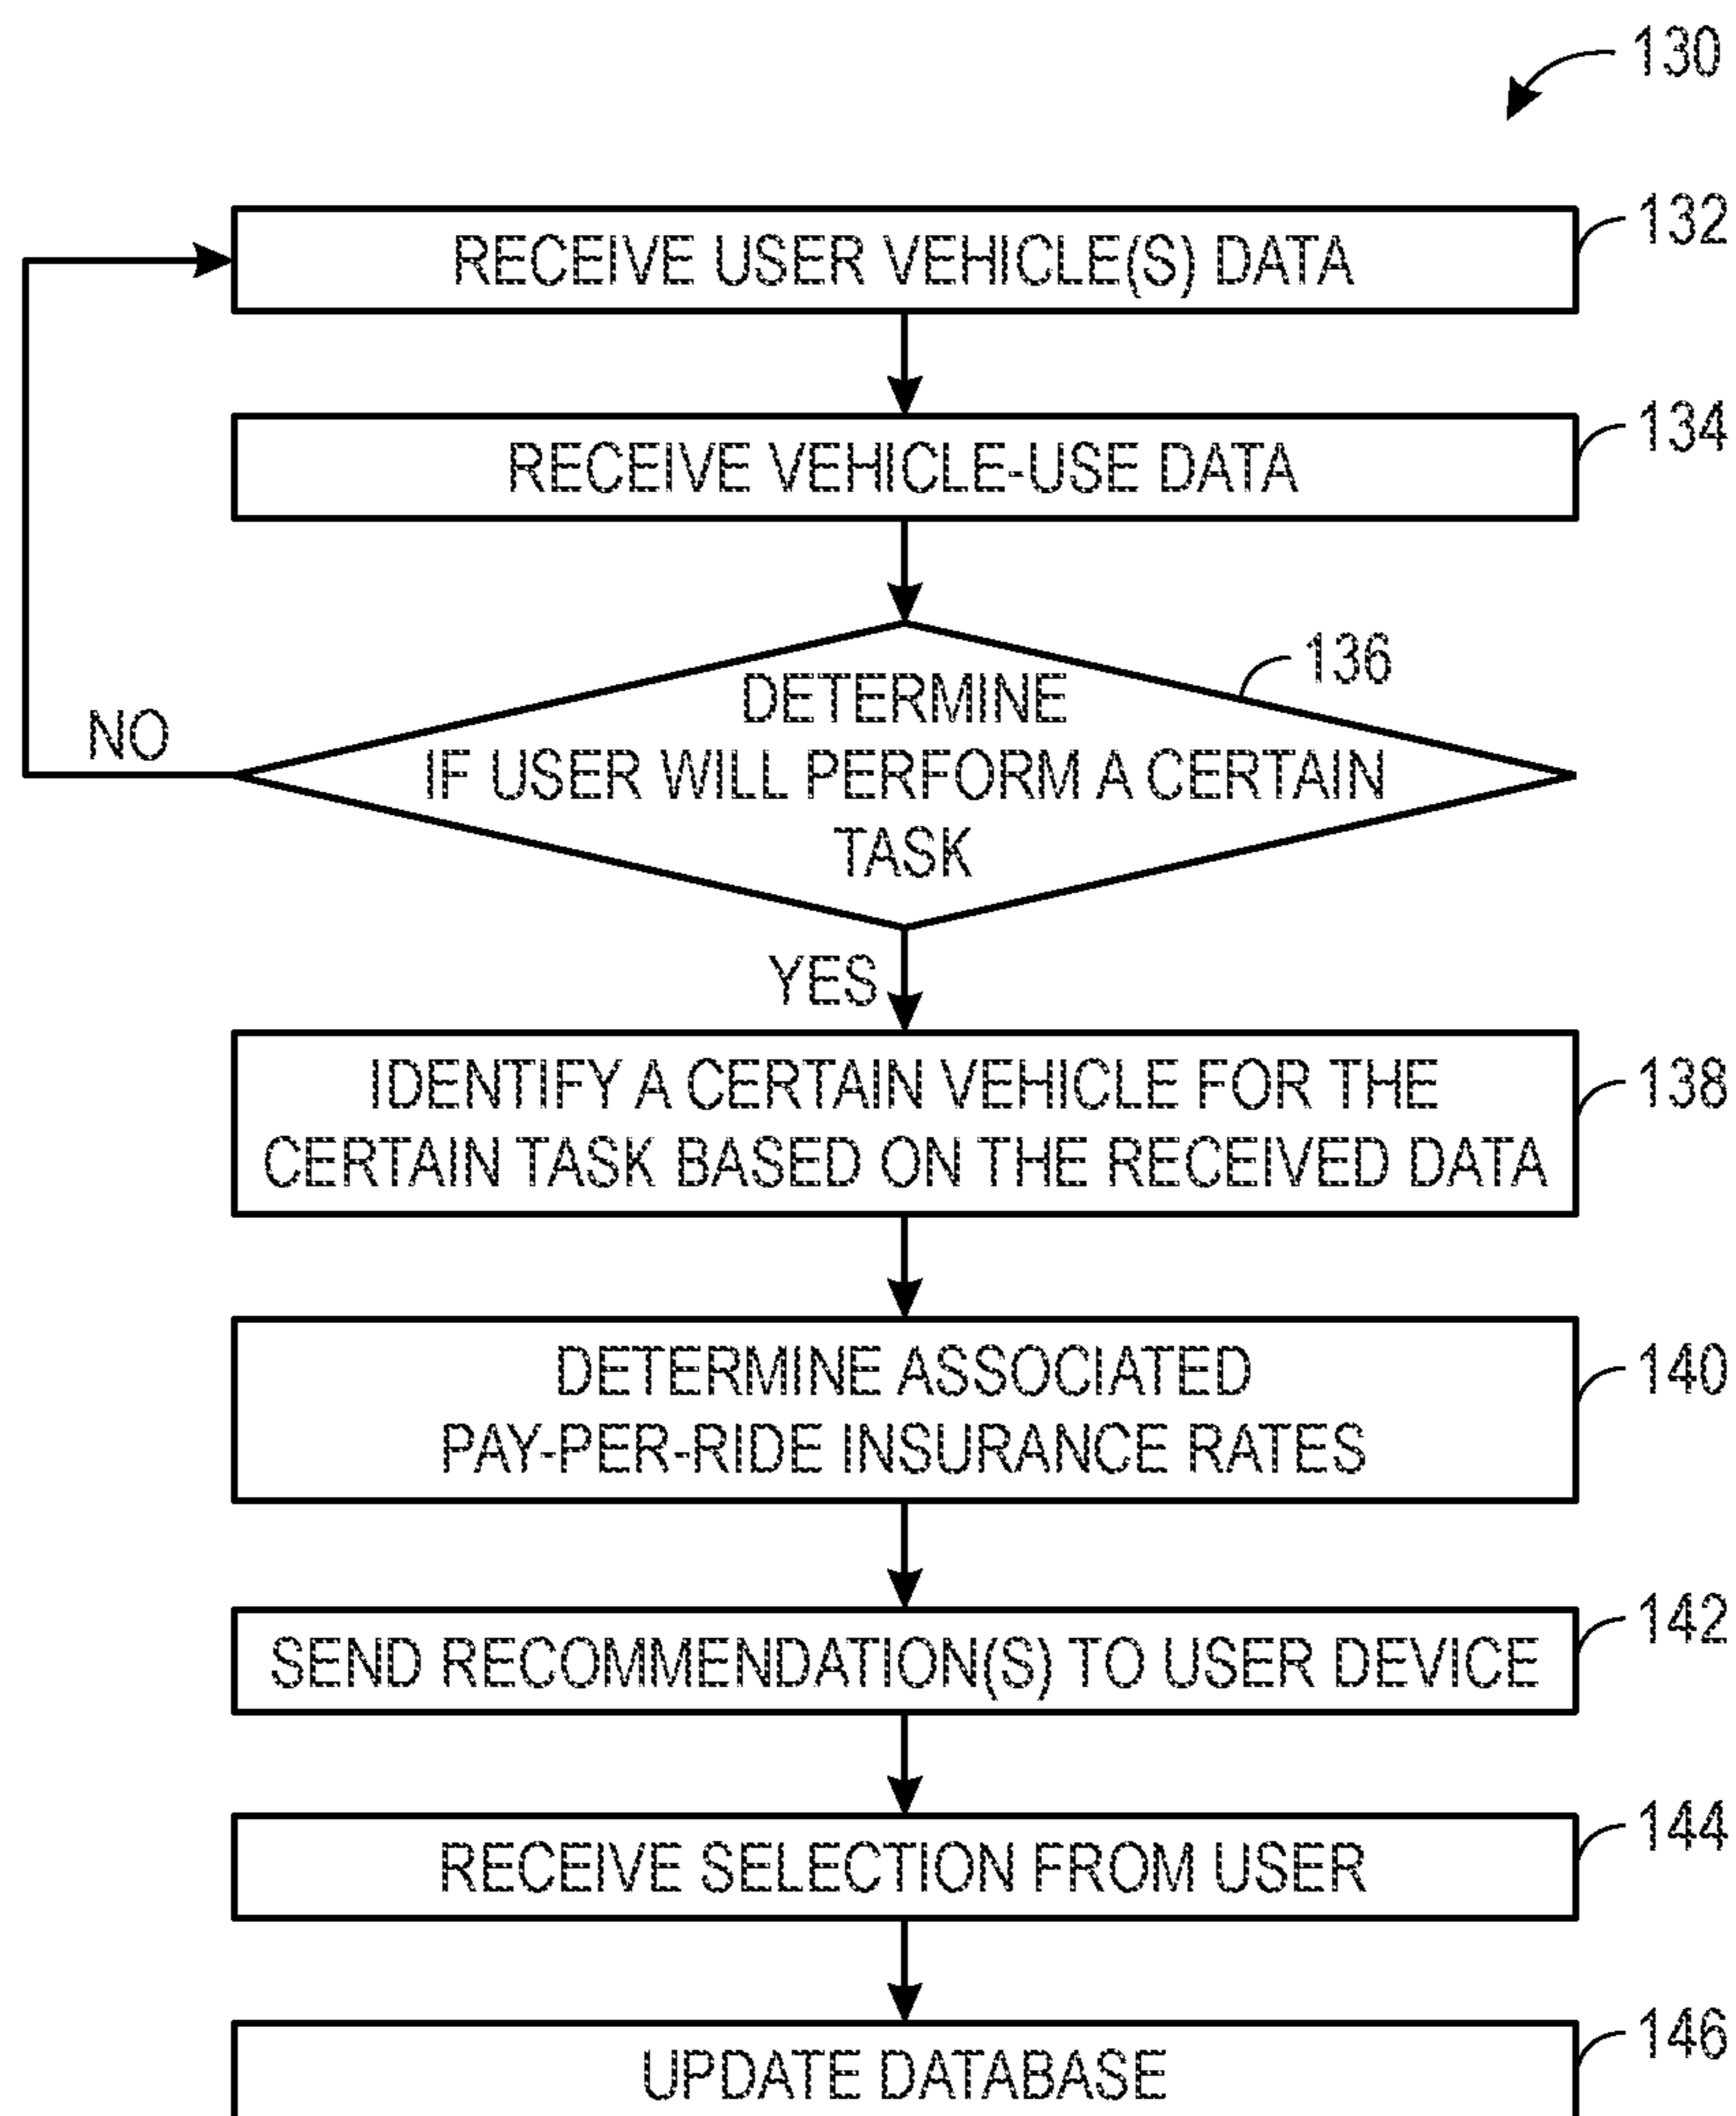 130
RECEIVE USER VEHICLE(S) DATA
132
RECEIVE VEHICLE-USE DATA
134
136
DETERMINE
IF USER WILL PERFORM A CERTAIN
TASK
NO
YES
IDENTIFY A CERTAIN VEHICLE FOR THE
CERTAIN TASK BASED ON THE RECEIVED DATA
138
DETERMINE ASSOCIATED
PAY-PER-RIDE INSURANCE RATES
140
SEND RECOMMENDATION(S) TO USER DEVICE
142
RECEIVE SELECTION FROM USER
144
UPDATE DATABASE
146